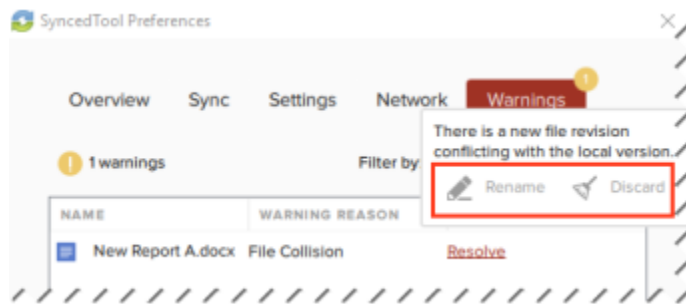 SyncedTool Preferences
Overview Sync Settings Network Warnings 1
There is a new file revision
conflicting with the local version.
1 warnings Filter by
Rename Discard
NAME WARNING REASON
New Report A.docx File Collision Resolve